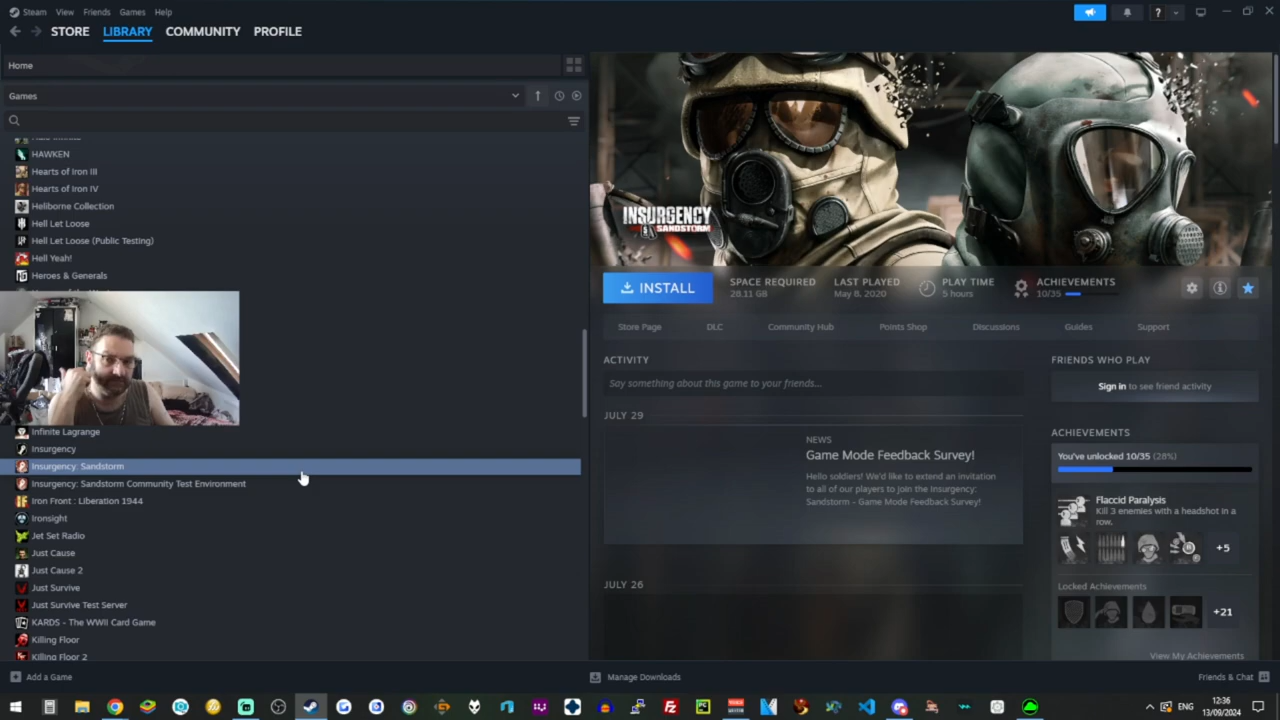 Steam View Friends Games Help
STORE LIBRARY COMMUNITY PROFILE
Home
Games
HAWKEN
Hearts of Iron III
Hearts of Iron IV
Heliborne Collection
Hell Let Loose
Hell Let Loose (Public Testing)
Hell Yeah!
Heroes & Generals
Infinite Lagrange
Insurgency
Insurgency: Sandstorm
Insurgency: Sandstorm Community Test Environment
Iron Front : Liberation 1944
Ironsight
Jet Set Radio
Just Cause
Just Cause 2
Just Survive
Just Survive Test Server
KARDS - The WWII Card Game
Killing Floor
Killing Floor 2
Add a Game
INSURGENCY
SANDSTORM
INSTALL
SPACE REQUIRED
28.11 GB
LAST PLAYED
May 8, 2020
PLAY TIME
5 hours
ACHIEVEMENTS
10/35
Store Page DLC Community Hub Points Shop Discussions Guides Support
ACTIVITY
Say something about this game to your friends...
JULY 29
NEWS
Game Mode Feedback Survey!
Hello soldiers! We'd like to extend an invitation
to all of our players to join the Insurgency:
Sandstorm - Game Mode Feedback Survey!
JULY 26
FRIENDS WHO PLAY
Sign in to see friend activity
ACHIEVEMENTS
You've unlocked 10/35 (28%)
Flaccid Paralysis
Kill 3 enemies with a headshot in a
row.
+5
Locked Achievements
+21
View My Achievements
Manage Downloads
Friends & Chat
ENG
12:36
13/09/2024